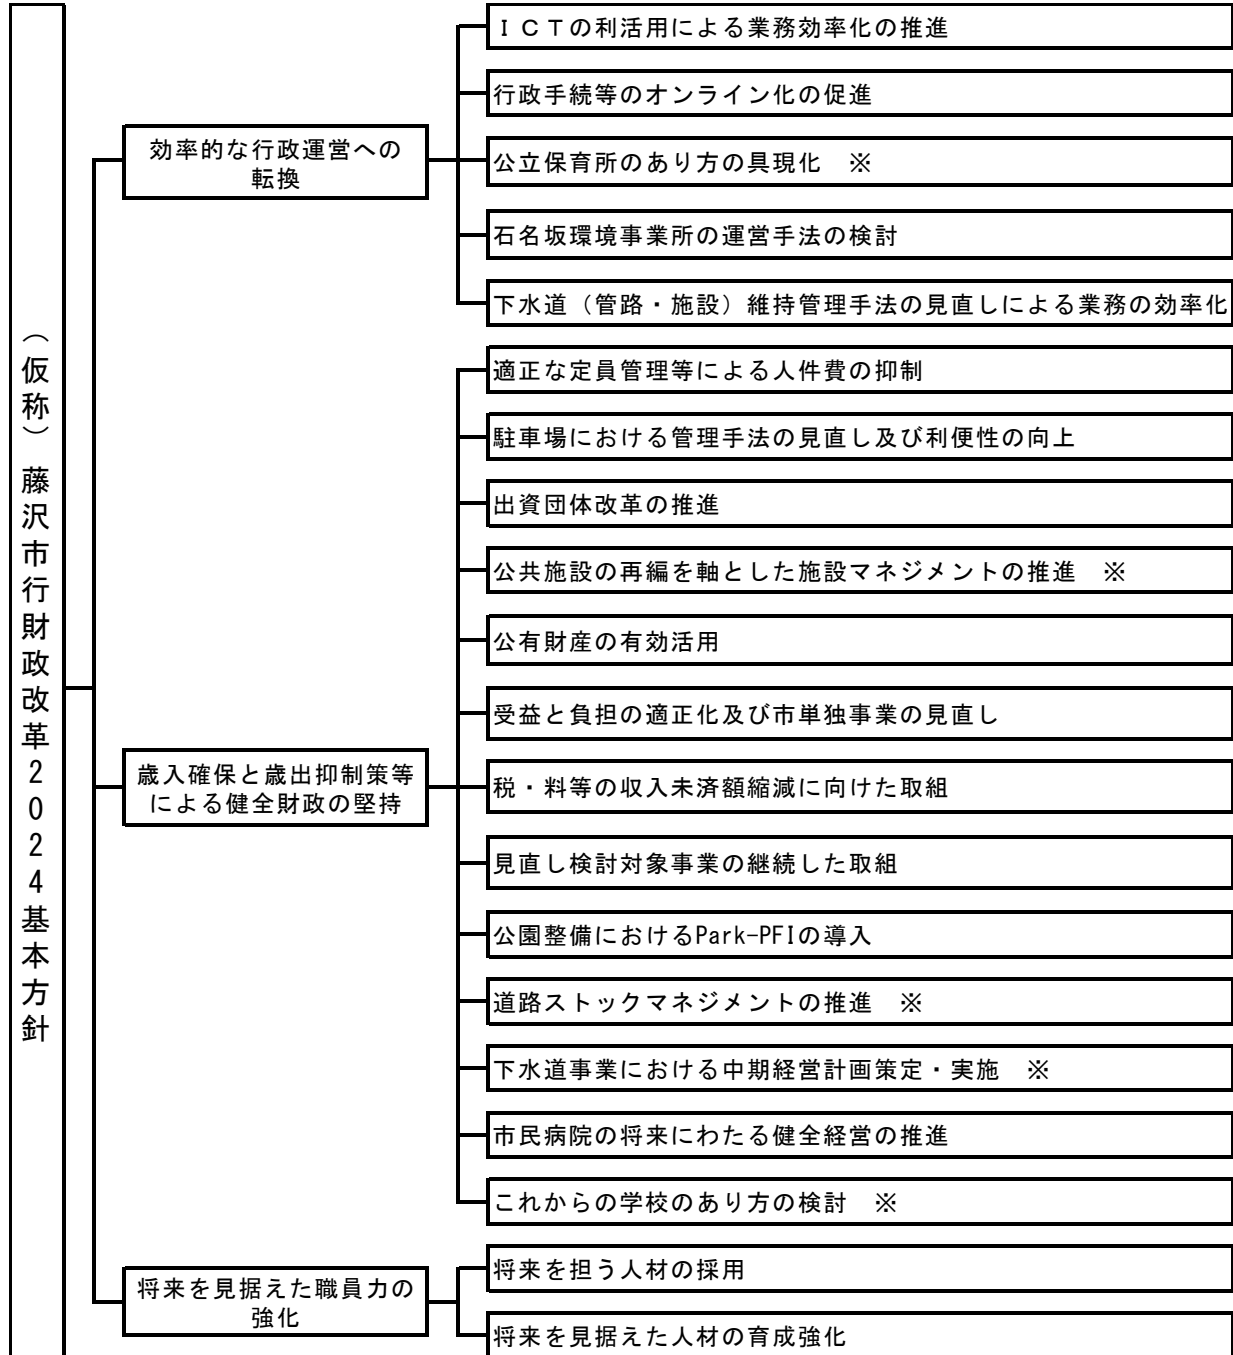 （仮称）藤沢市行財政改革２０２４基本方針
効率的な行政運営への
転換
ＩＣＴの利活用による業務効率化の推進
行政手続等のオンライン化の促進
公立保育所のあり方の具現化　※
石名坂環境事業所の運営手法の検討
下水道（管路・施設）維持管理手法の見直しによる業務の効率化
歳入確保と歳出抑制策等
による健全財政の堅持
適正な定員管理等による人件費の抑制
駐車場における管理手法の見直し及び利便性の向上
出資団体改革の推進
公共施設の再編を軸とした施設マネジメントの推進　※
公有財産の有効活用
受益と負担の適正化及び市単独事業の見直し
税・料等の収入未済額縮減に向けた取組
見直し検討対象事業の継続した取組
公園整備におけるPark-PFIの導入
道路ストックマネジメントの推進　※
下水道事業における中期経営計画策定・実施　※
市民病院の将来にわたる健全経営の推進
これからの学校のあり方の検討　※
将来を見据えた職員力の
強化
将来を担う人材の採用
将来を見据えた人材の育成強化